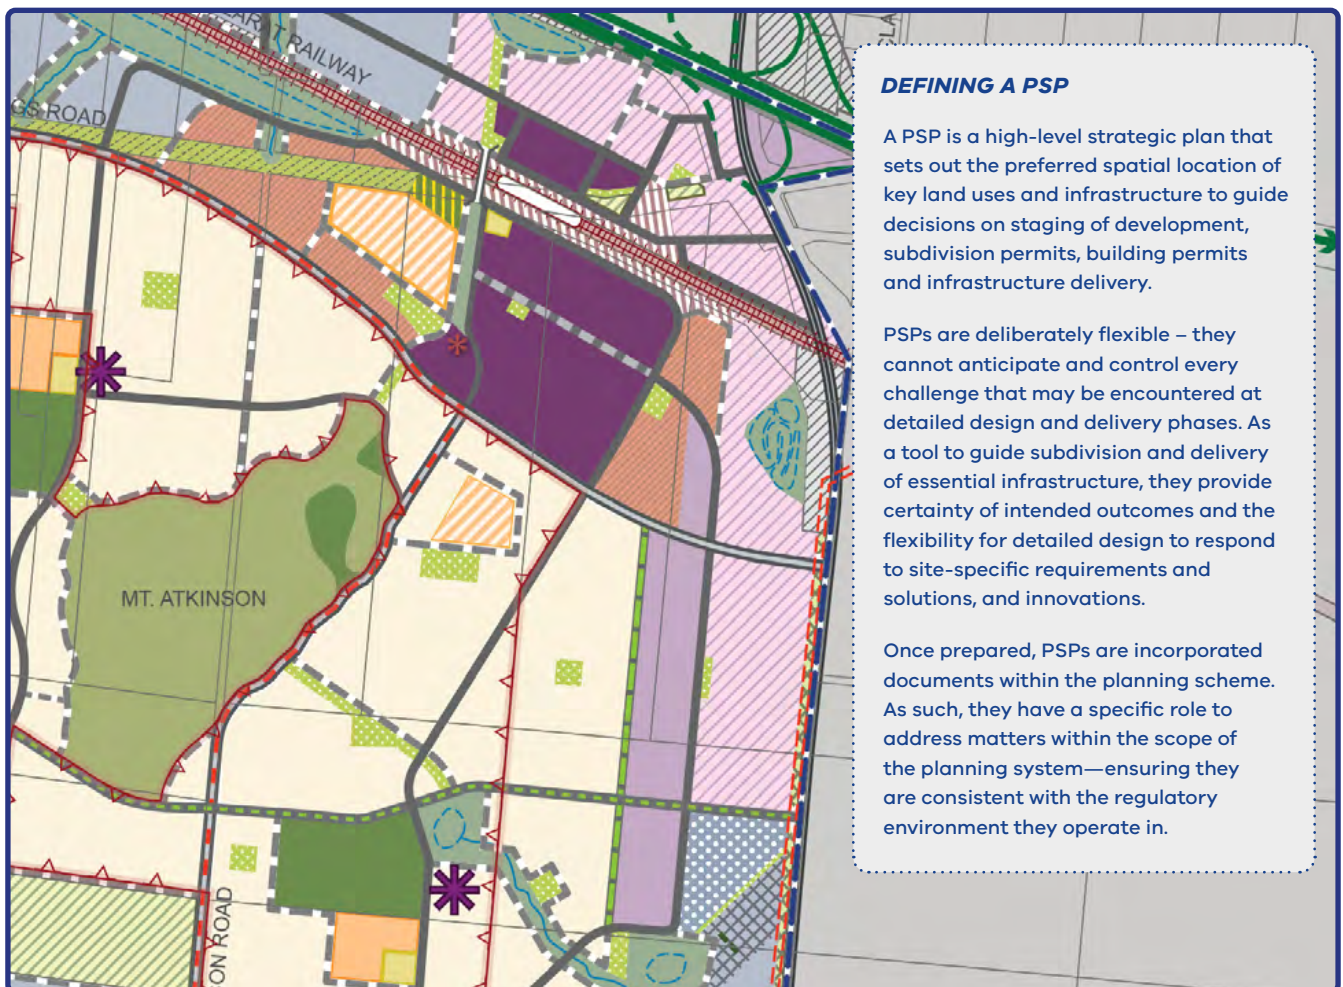 RAILWAY
GS ROAD
MT. ATKINSON
ON ROAD
CLA
DEFINING A PSP
A PSP is a high-level strategic plan that
sets out the preferred spatial location of
key land uses and infrastructure to guide
decisions on staging of development,
subdivision permits, building permits
and infrastructure delivery.
PSPs are deliberately flexible – they
cannot anticipate and control every
challenge that may be encountered at
detailed design and delivery phases. As
a tool to guide subdivision and delivery
of essential infrastructure, they provide
certainty of intended outcomes and the
flexibility for detailed design to respond
to site-specific requirements and
solutions, and innovations.
Once prepared, PSPs are incorporated
documents within the planning scheme.
As such, they have a specific role to
address matters within the scope of
the planning system—ensuring they
are consistent with the regulatory
environment they operate in.